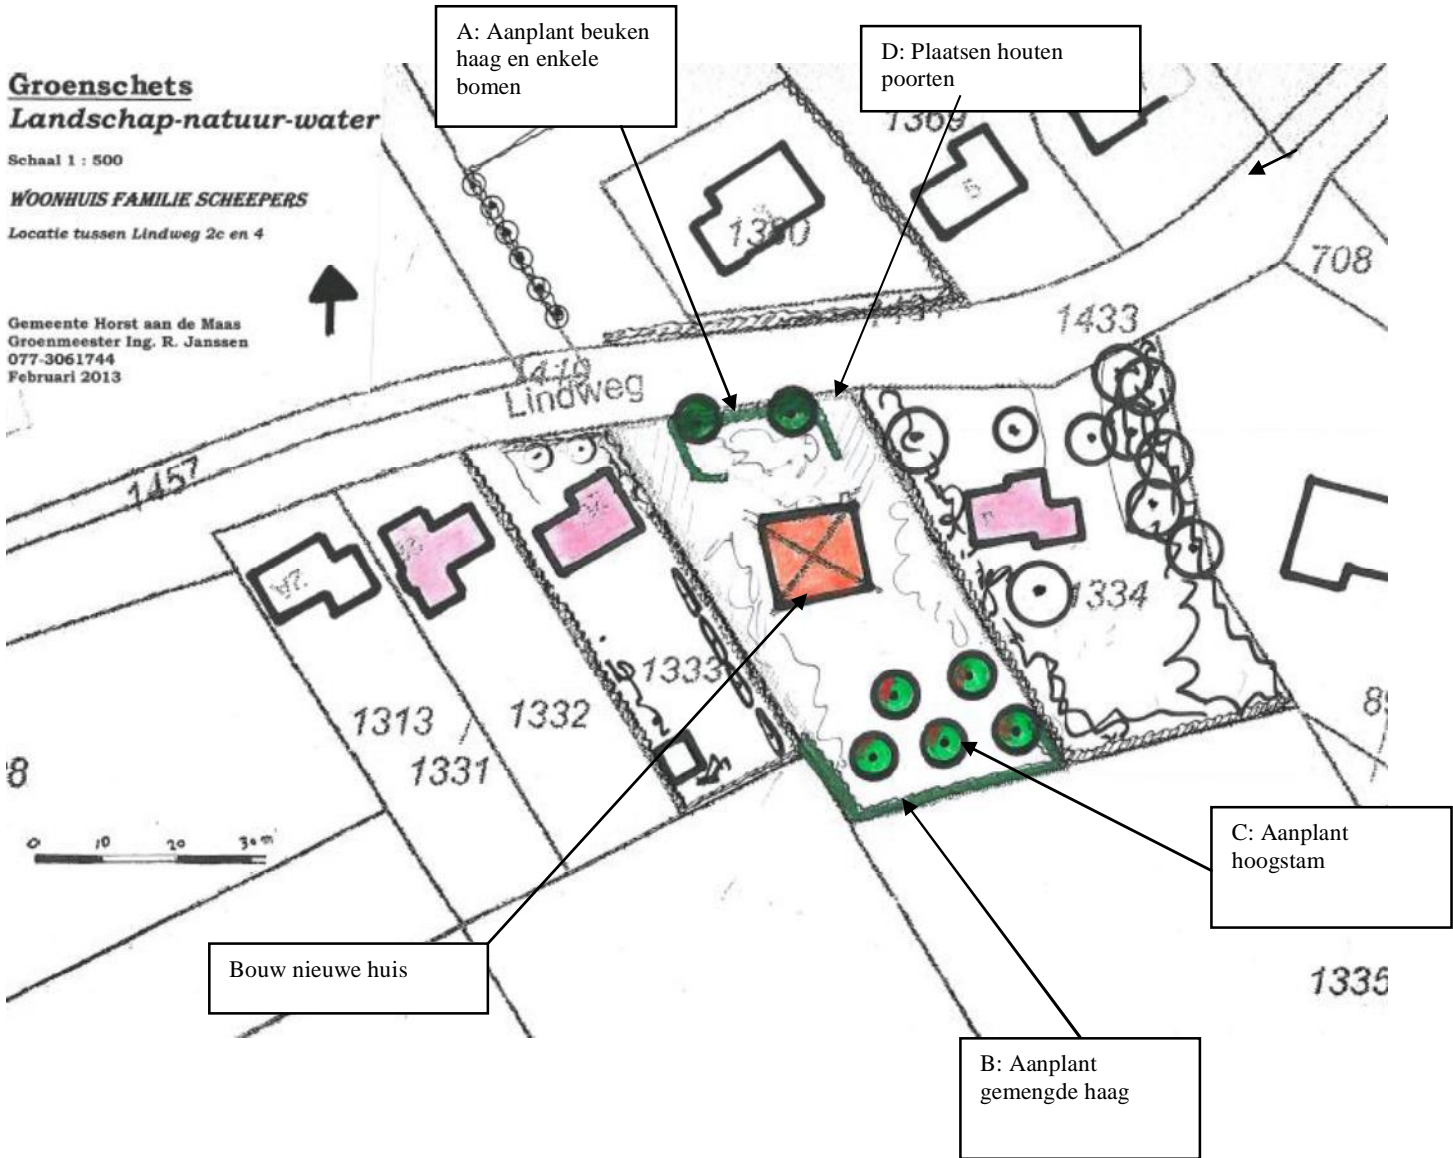 A: Aanplant beuken
haag en enkele
bomen
D: Plaatsen houten
poorten
Groenschets
Landschap-natuur-water
Schaal 1 : 500
WOONHUIS FAMILIE SCHEEPERS
Locatie tussen Lindweg 2c en 4
Gemeente Horst aan de Maas
Groenmeester Ing. R. Janssen
077-3061744
Februari 2013
1369
5
708
1433
Lindweg
1457
1334
1333
1313
1332
1331
8
0 10 20 30 m
C: Aanplant
hoogstam
Bouw nieuwe huis
1335
B: Aanplant
gemengde haag